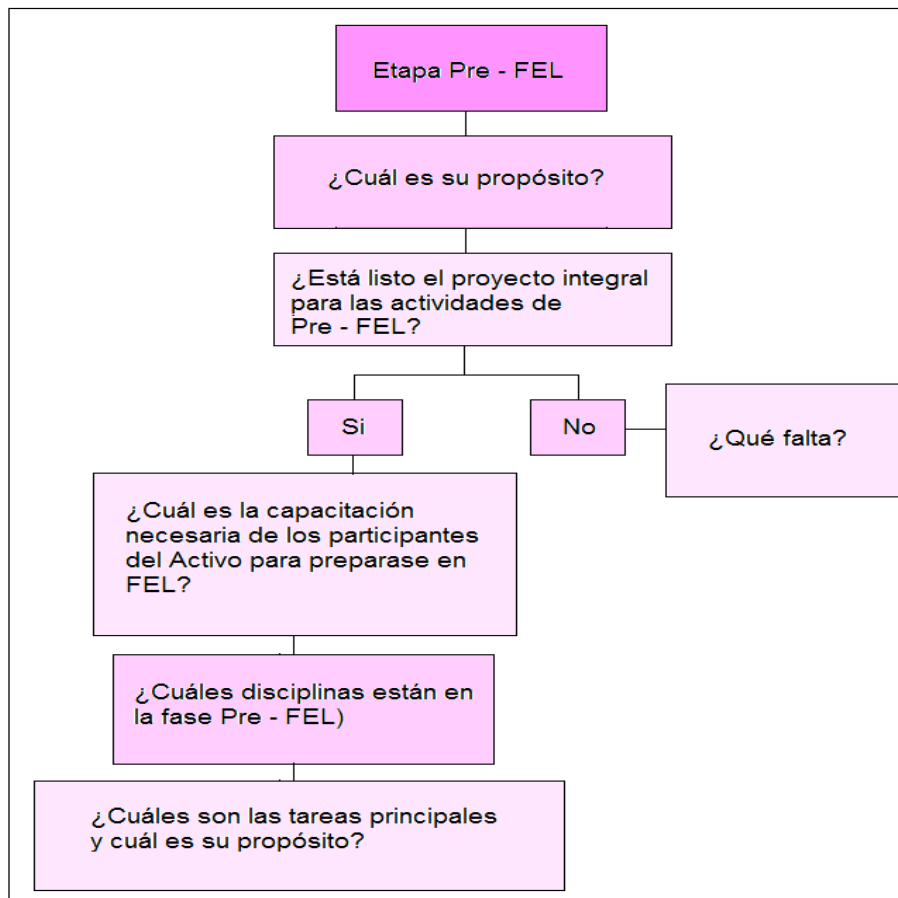 Etapa Pre - FEL
¿Cuál es su propósito?
¿Está listo el proyecto integral
para las actividades de
Pre - FEL?
Si
No
¿Qué falta?
¿Cuál es la capacitación
necesaria de los participantes
del Activo para preparase en
FEL?
¿Cuáles disciplinas están en
la fase Pre - FEL)
¿Cuáles son las tareas principales
y cuál es su propósito?